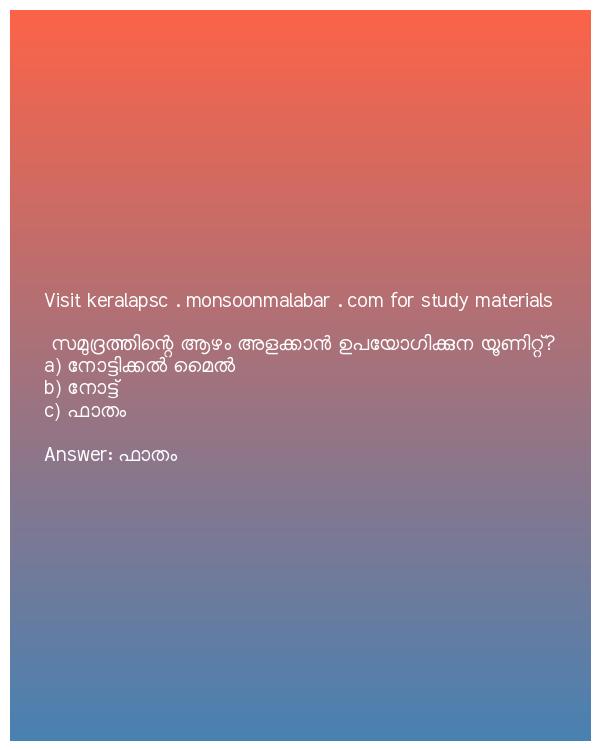 Visit keralapsc . monsoonmalabar . com for study materials
സമുദ്രത്തിന്റെ ആഴം അളക്കാൻ ഉപയോഗിക്കുന യൂണിറ്റ്?
a) നോട്ടിക്കൽ മൈൽ
b) നോട്ട്
c) ഫാതം
Answer: ഫാതം